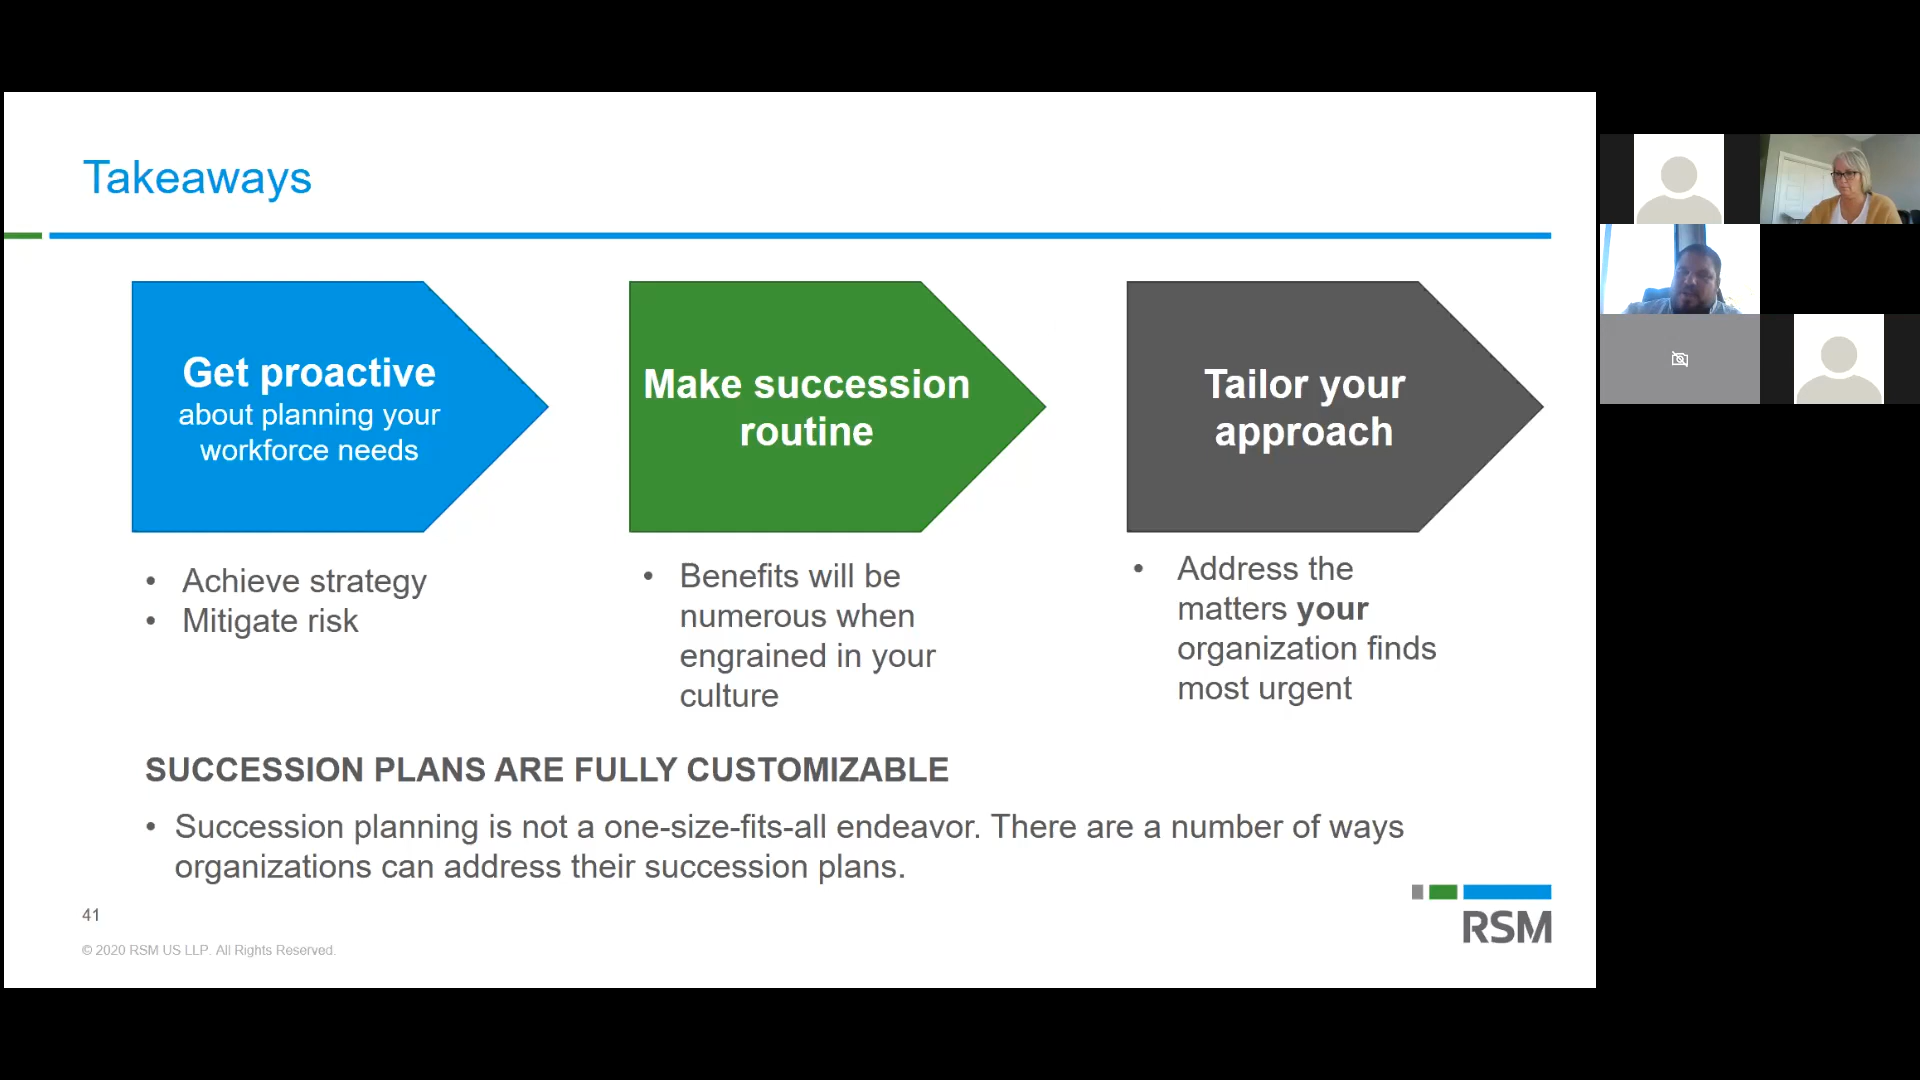 Takeaways
Get proactive
about planning your
workforce needs
Make succession
routine
Tailor your
approach
• Achieve strategy
• Mitigate risk
• Benefits will be
numerous when
engrained in your
culture
• Address the
matters your
organization finds
most urgent
SUCCESSION PLANS ARE FULLY CUSTOMIZABLE
• Succession planning is not a one-size-fits-all endeavor. There are a number of ways
organizations can address their succession plans.
41
© 2020 RSM US LLP. All Rights Reserved.
RSM